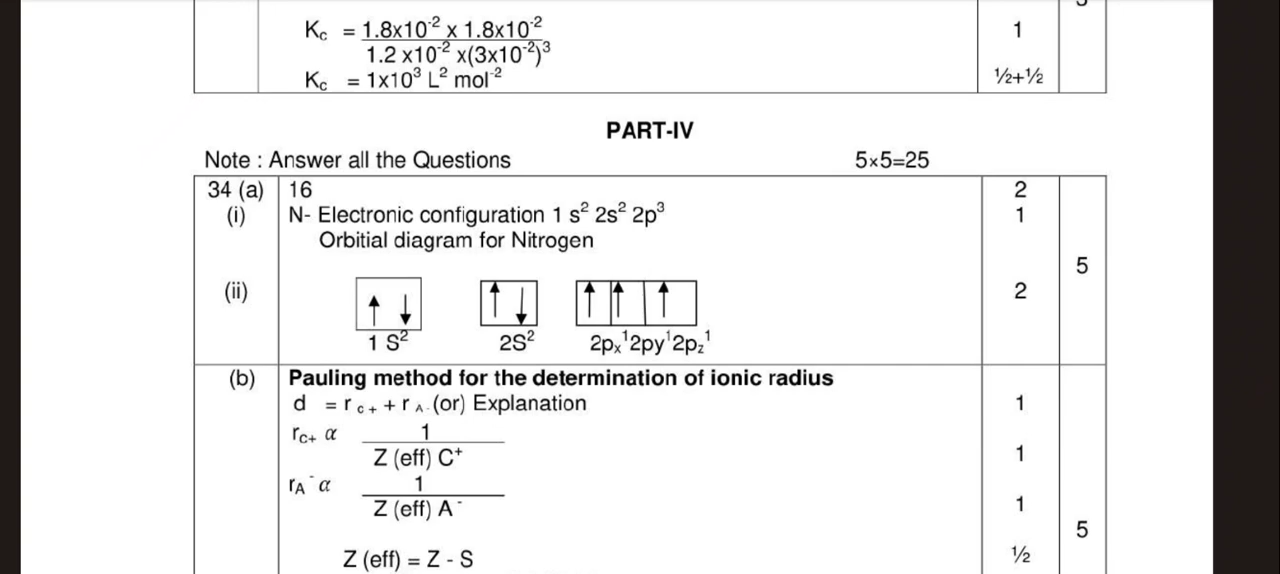 Kc = 1.8x10⁻² x 1.8x10⁻² 1
1.2 x10⁻² x(3x10⁻²)³
Kc = 1x10³ L² mol⁻² ½+½
PART-IV
Note : Answer all the Questions 5×5=25
34 (a) 16 2
(i) N- Electronic configuration 1 s² 2s² 2p³ 1
Orbitial diagram for Nitrogen
5
(ii) 2
1 S² 2S² 2pₓ¹2py¹2p_z¹
(b) Pauling method for the determination of ionic radius
d = r c + + r A - (or) Explanation 1
rC+ α 1
Z (eff) C⁺ 1
rA⁻ α 1
Z (eff) A⁻ 1
5
Z (eff) = Z - S ½